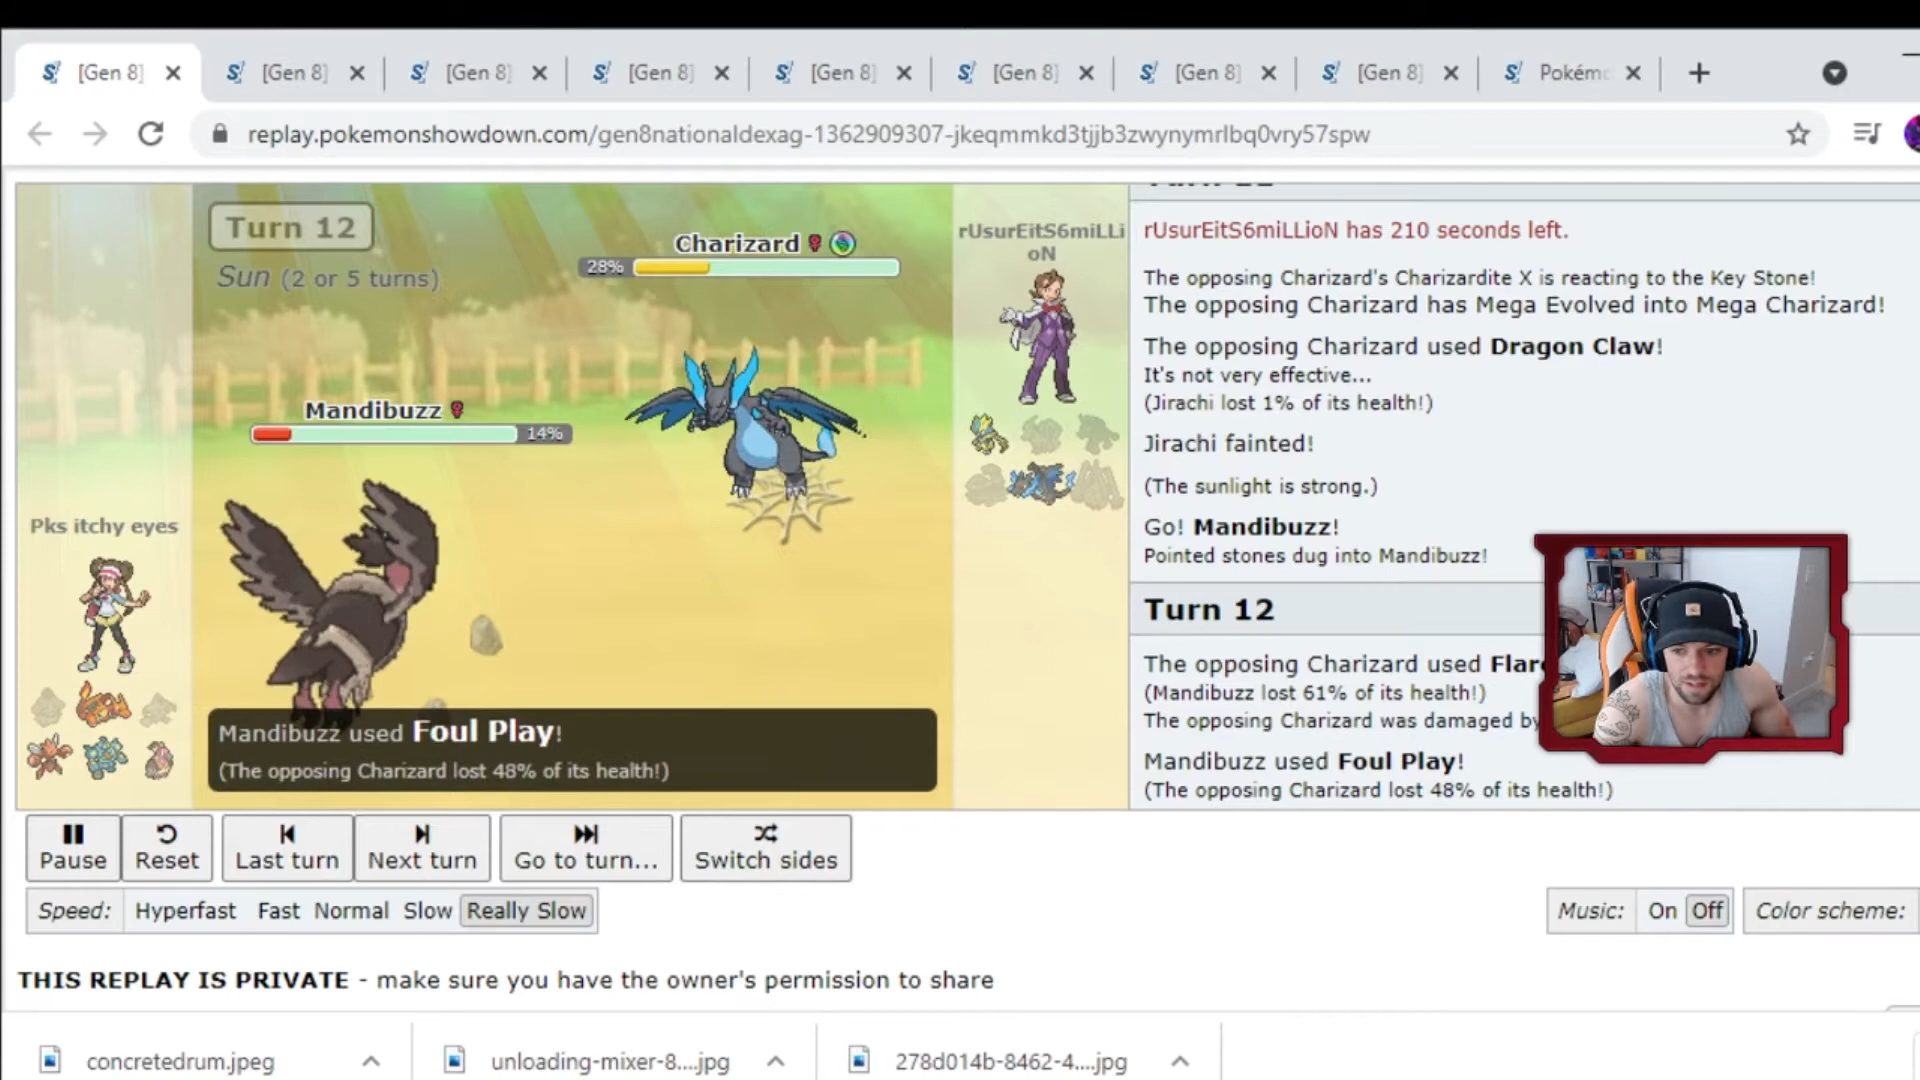 [Gen 8] [Gen 8] [Gen 8] [Gen 8] [Gen 8] [Gen 8] [Gen 8] [Gen 8] Pokém
replay.pokemonshowdown.com/gen8nationaldexag-1362909307-jkeqmmkd3tjjb3zwynymrlbq0vry57spw
Turn 12
Sun (2 or 5 turns)
Charizard
28%
Mandibuzz
14%
Pks itchy eyes
rUsurEitS6miLLi
oN
Mandibuzz used Foul Play!
(The opposing Charizard lost 48% of its health!)
rUsurEitS6miLLioN has 210 seconds left.
The opposing Charizard's Charizardite X is reacting to the Key Stone!
The opposing Charizard has Mega Evolved into Mega Charizard!
The opposing Charizard used Dragon Claw!
It's not very effective...
(Jirachi lost 1% of its health!)
Jirachi fainted!
(The sunlight is strong.)
Go! Mandibuzz!
Pointed stones dug into Mandibuzz!
Turn 12
The opposing Charizard used Flar
(Mandibuzz lost 61% of its health!)
The opposing Charizard was damaged by
Mandibuzz used Foul Play!
(The opposing Charizard lost 48% of its health!)
Pause Reset Last turn Next turn Go to turn... Switch sides
Speed: Hyperfast Fast Normal Slow Really Slow
Music: On Off Color scheme:
THIS REPLAY IS PRIVATE - make sure you have the owner's permission to share
concretedrum.jpeg unloading-mixer-8....jpg 278d014b-8462-4....jpg